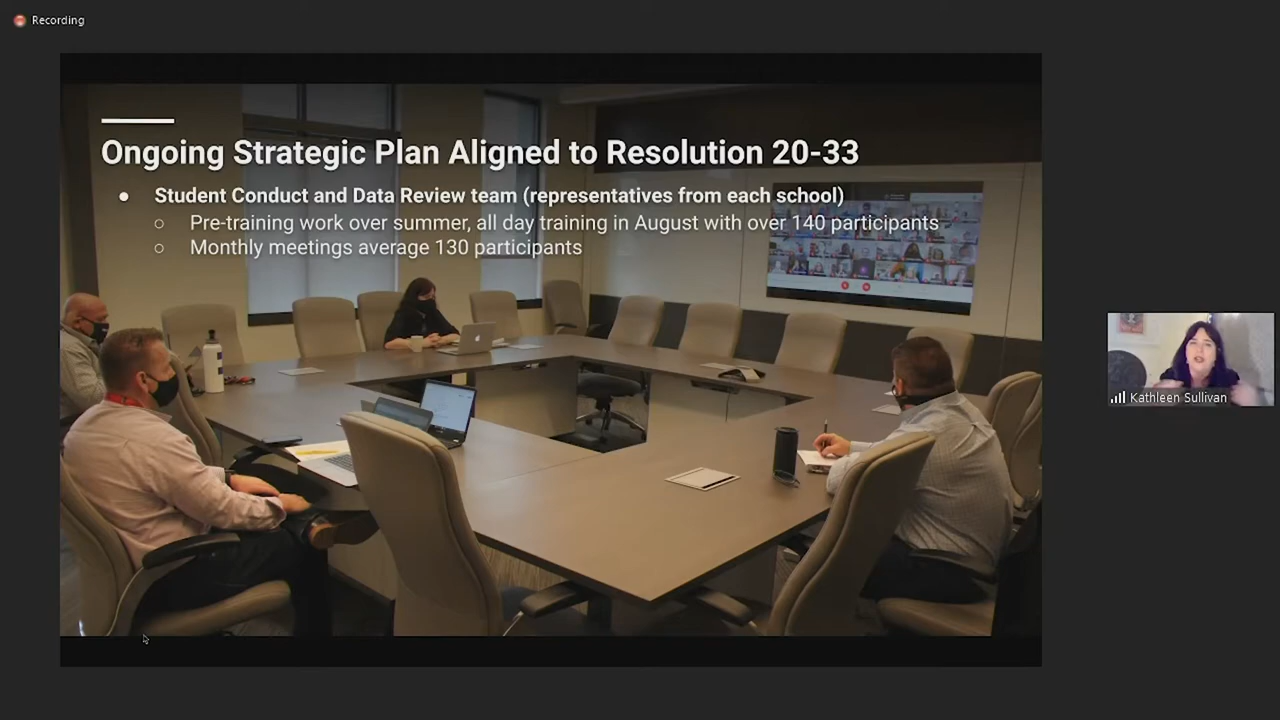 Recording
Ongoing Strategic Plan Aligned to Resolution 20-33
● Student Conduct and Data Review team (representatives from each school)
○ Pre-training work over summer, all day training in August with over 140 participants
○ Monthly meetings average 130 participants
Kathleen Sullivan